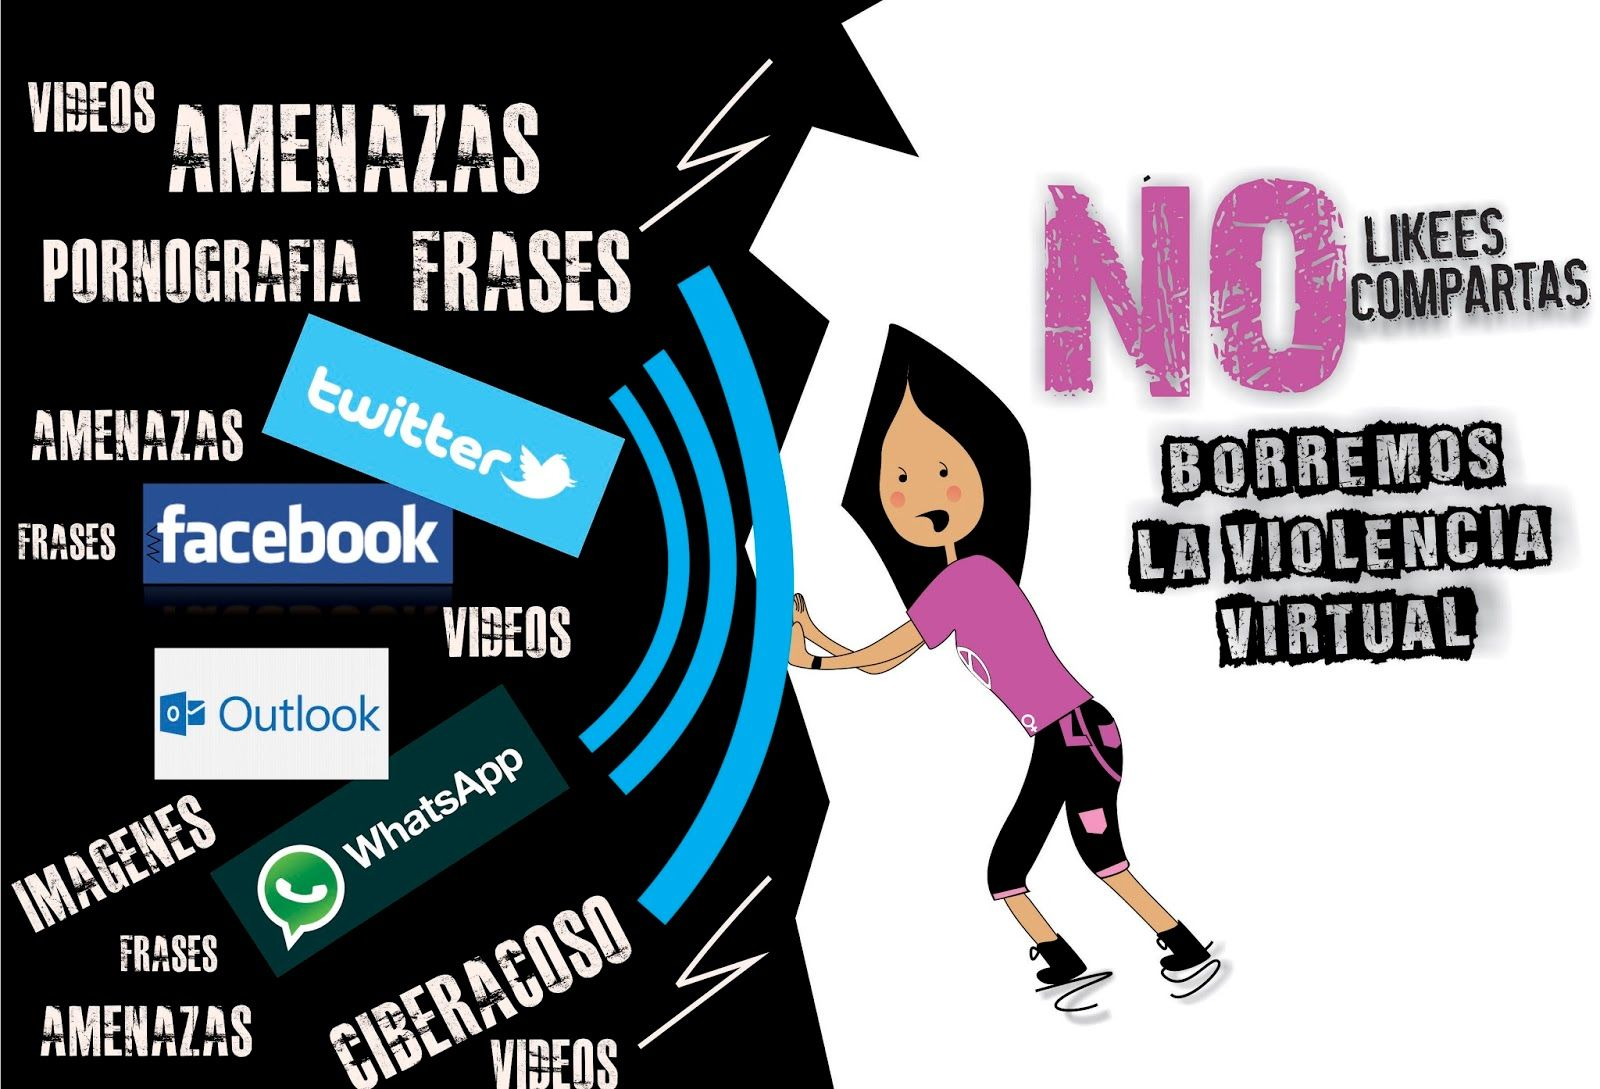 VIDEOS
AMENAZAS
PORNOGRAFIA
FRASES
twitter
AMENAZAS
FRASES
facebook
VIDEOS
Outlook
WhatsApp
IMAGENES
FRASES
AMENAZAS
CIBERACOSO
VIDEOS
NO
LIKEES
COMPARTAS
BORREMOS
LA VIOLENCIA
VIRTUAL